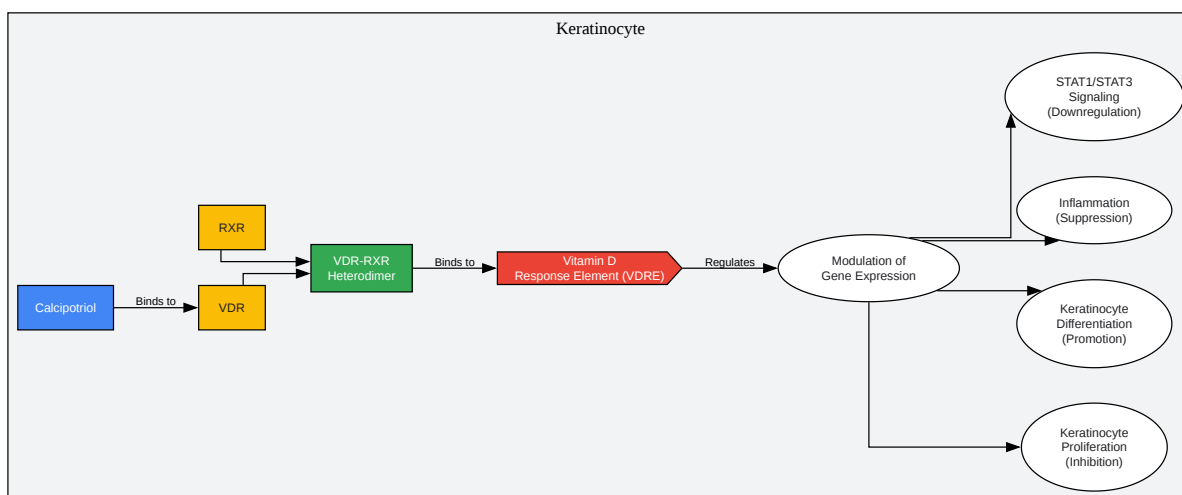 Keratinocyte
STAT1/STAT3
Signaling
(Downregulation)
Inflammation
(Suppression)
RXR
VDR-RXR
Heterodimer
Binds to
Vitamin D
Response Element (VDRE)
Regulates
Modulation of
Gene Expression
Calcipotriol
Binds to
VDR
Keratinocyte
Differentiation
(Promotion)
Keratinocyte
Proliferation
(Inhibition)